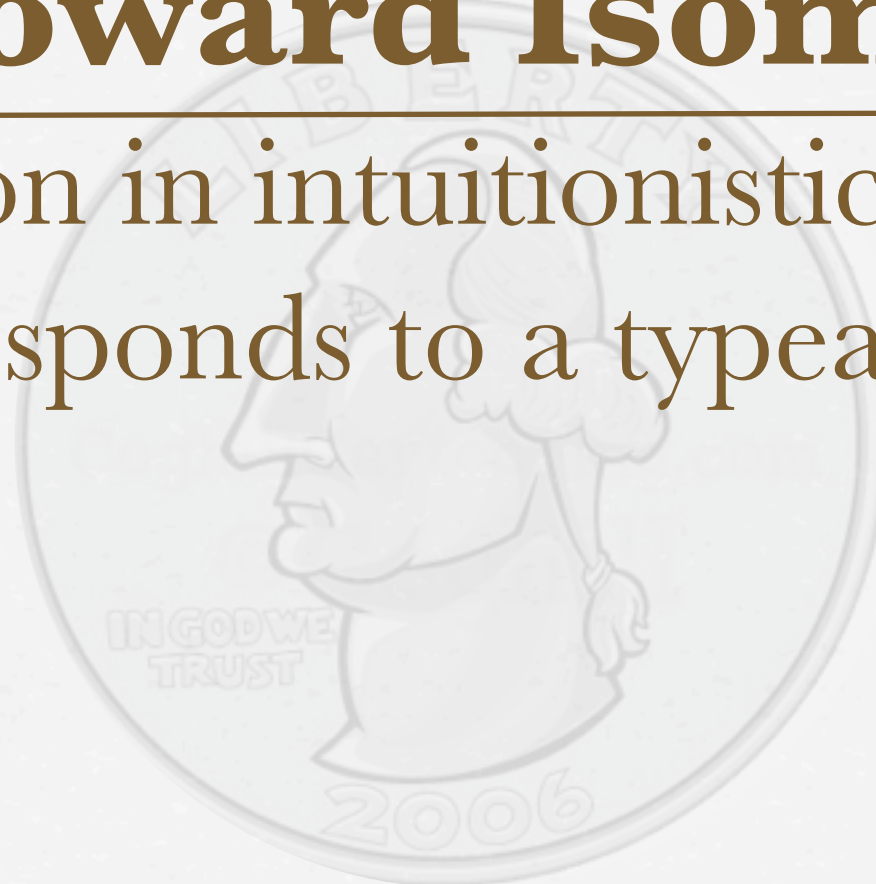 oward Isom
LIBERTY
on in intuitionistic
sponds to a typea
IN GOD WE
TRUST
2006